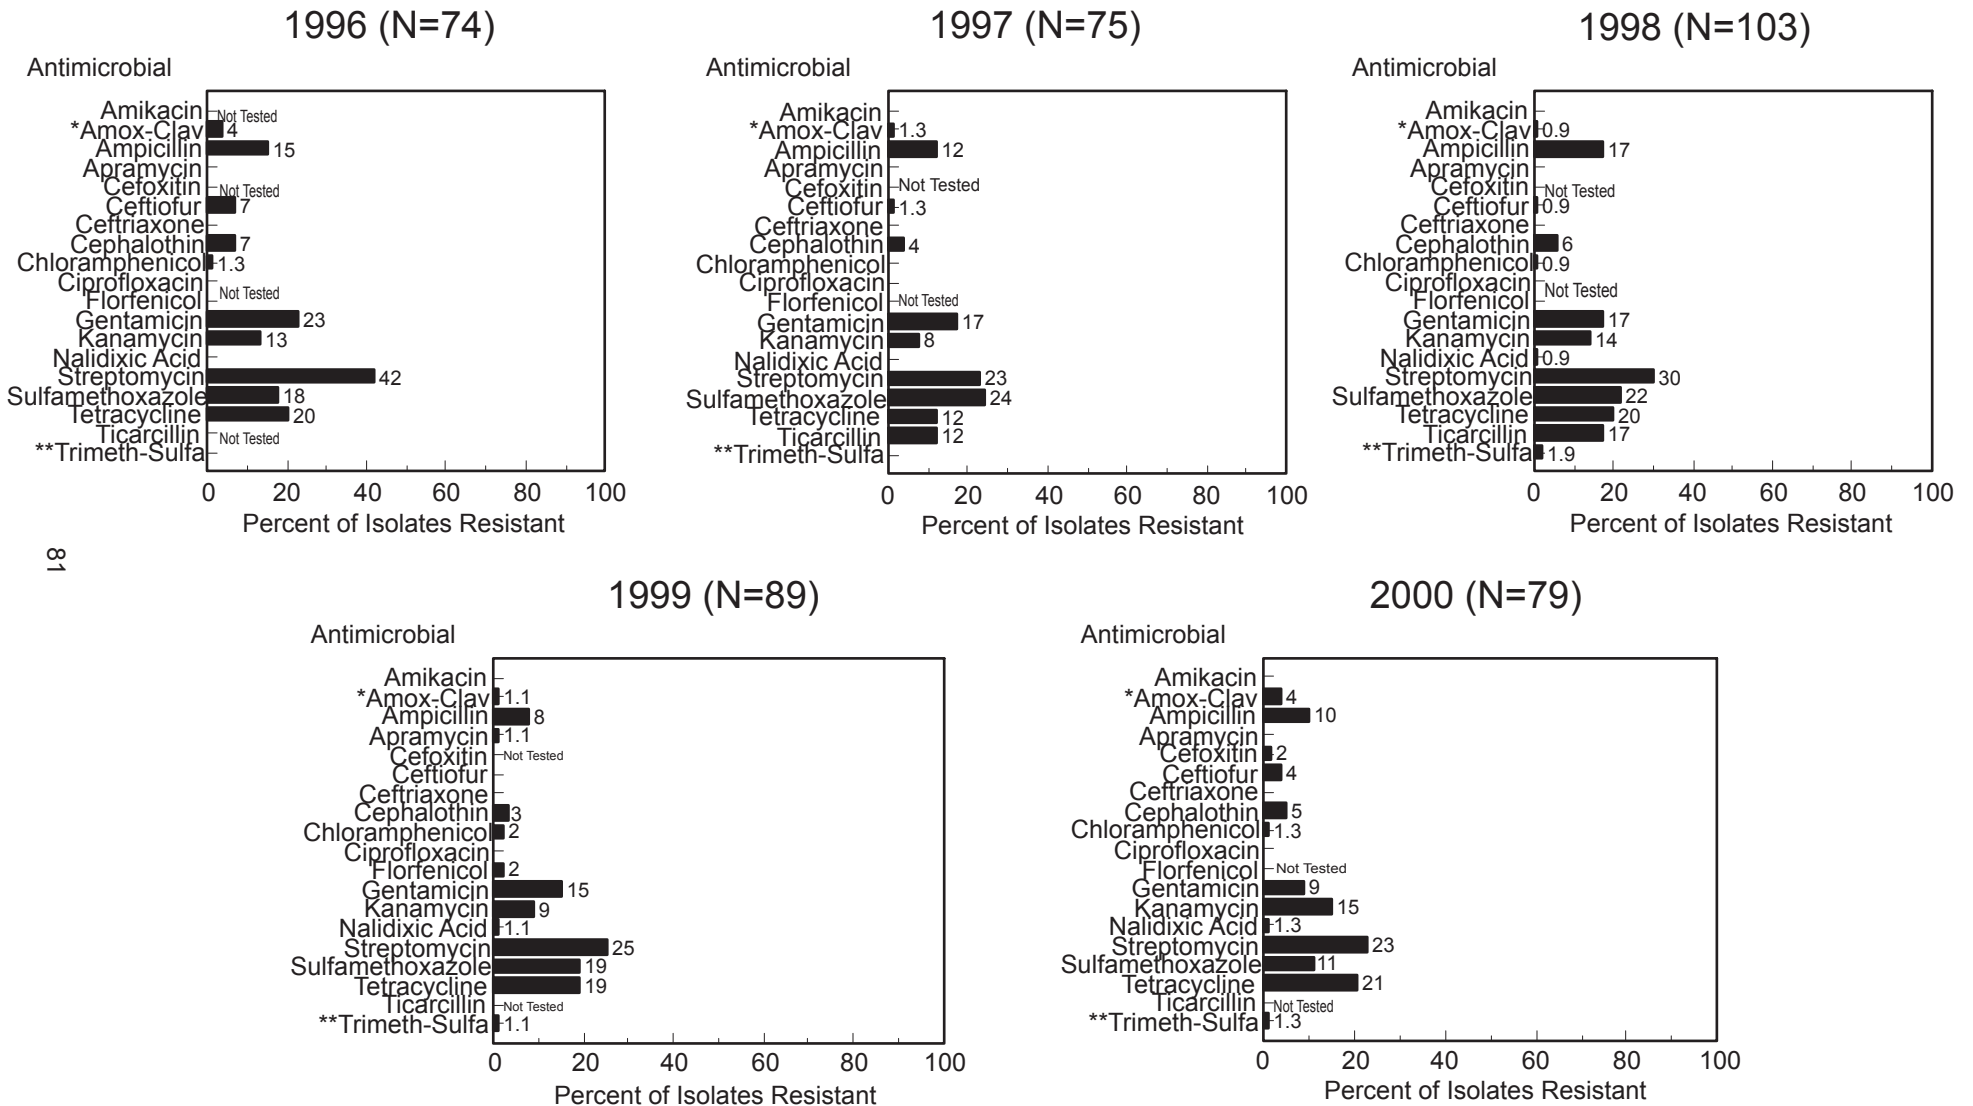 1996 (N=74)
Antimicrobial
Amikacin Not Tested
*Amox-Clav 4
Ampicillin 15
Apramycin
Cefoxitin Not Tested
Ceftiofur 7
Ceftriaxone
Cephalothin 7
Chloramphenicol 1.3
Ciprofloxacin
Florfenicol Not Tested
Gentamicin 23
Kanamycin 13
Nalidixic Acid
Streptomycin 42
Sulfamethoxazole 18
Tetracycline 20
Ticarcillin Not Tested
**Trimeth-Sulfa
0 20 40 60 80 100
Percent of Isolates Resistant
1997 (N=75)
Antimicrobial
Amikacin
*Amox-Clav 1.3
Ampicillin 12
Apramycin
Cefoxitin Not Tested
Ceftiofur 1.3
Ceftriaxone
Cephalothin 4
Chloramphenicol
Ciprofloxacin
Florfenicol Not Tested
Gentamicin 17
Kanamycin 8
Nalidixic Acid
Streptomycin 23
Sulfamethoxazole 24
Tetracycline 12
Ticarcillin 12
**Trimeth-Sulfa
0 20 40 60 80 100
Percent of Isolates Resistant
1998 (N=103)
Antimicrobial
Amikacin
*Amox-Clav 0.9
Ampicillin 17
Apramycin
Cefoxitin Not Tested
Ceftiofur 0.9
Ceftriaxone
Cephalothin 6
Chloramphenicol 0.9
Ciprofloxacin
Florfenicol Not Tested
Gentamicin 17
Kanamycin 14
Nalidixic Acid 0.9
Streptomycin 30
Sulfamethoxazole 22
Tetracycline 20
Ticarcillin 17
**Trimeth-Sulfa 1.9
0 20 40 60 80 100
Percent of Isolates Resistant
81
1999 (N=89)
Antimicrobial
Amikacin
*Amox-Clav 1.1
Ampicillin 8
Apramycin 1.1
Cefoxitin Not Tested
Ceftiofur
Ceftriaxone
Cephalothin 3
Chloramphenicol 2
Ciprofloxacin
Florfenicol 2
Gentamicin 15
Kanamycin 9
Nalidixic Acid 1.1
Streptomycin 25
Sulfamethoxazole 19
Tetracycline 19
Ticarcillin Not Tested
**Trimeth-Sulfa 1.1
0 20 40 60 80 100
Percent of Isolates Resistant
2000 (N=79)
Antimicrobial
Amikacin
*Amox-Clav 4
Ampicillin 10
Apramycin
Cefoxitin 2
Ceftiofur 4
Ceftriaxone
Cephalothin 5
Chloramphenicol 1.3
Ciprofloxacin
Florfenicol Not Tested
Gentamicin 9
Kanamycin 15
Nalidixic Acid 1.3
Streptomycin 23
Sulfamethoxazole 11
Tetracycline 21
Ticarcillin Not Tested
**Trimeth-Sulfa 1.3
0 20 40 60 80 100
Percent of Isolates Resistant